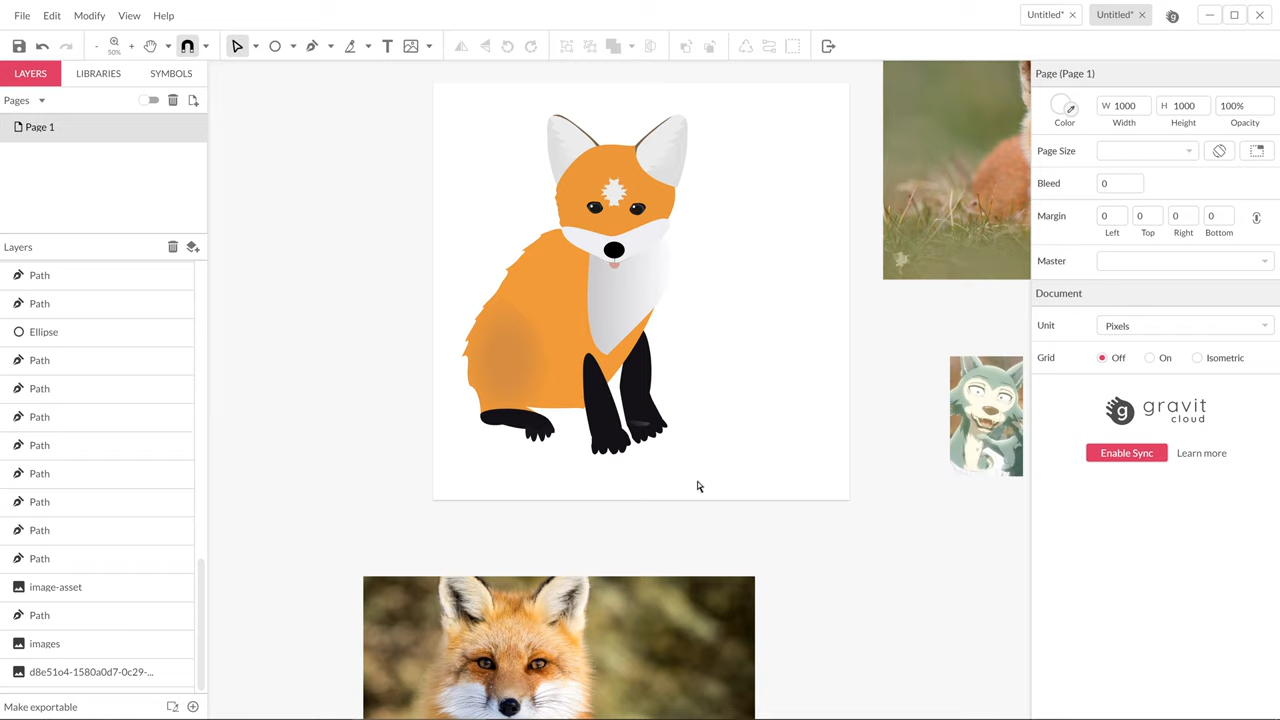 File Edit Modify View Help Untitled* Untitled*
- 50% +
LAYERS LIBRARIES SYMBOLS
Pages
Page 1
Layers
Path
Path
Ellipse
Path
Path
Path
Path
Path
Path
Path
Path
image-asset
Path
images
d8e51o4-1580a0d7-0c29-...
Make exportable
Page (Page 1)
W 1000 H 1000 100%
Color Width Height Opacity
Page Size
Bleed 0
Margin 0 0 0 0
Left Top Right Bottom
Master
Document
Unit Pixels
Grid Off On Isometric
gravit
cloud
Enable Sync Learn more